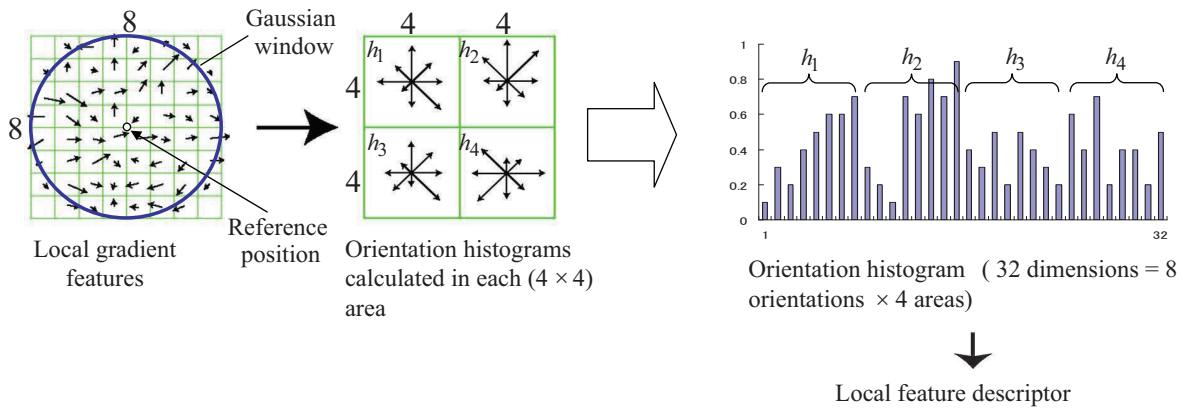 8
Gaussian
window
8
Reference
position
Local gradient
features
4 4
4
4
h1
h2
h3
h4
Orientation histograms
calculated in each (4 × 4)
area
1
0.8
0.6
0.4
0.2
0
h1
h2
h3
h4
1
32
Orientation histogram ( 32 dimensions = 8
orientations × 4 areas)
Local feature descriptor